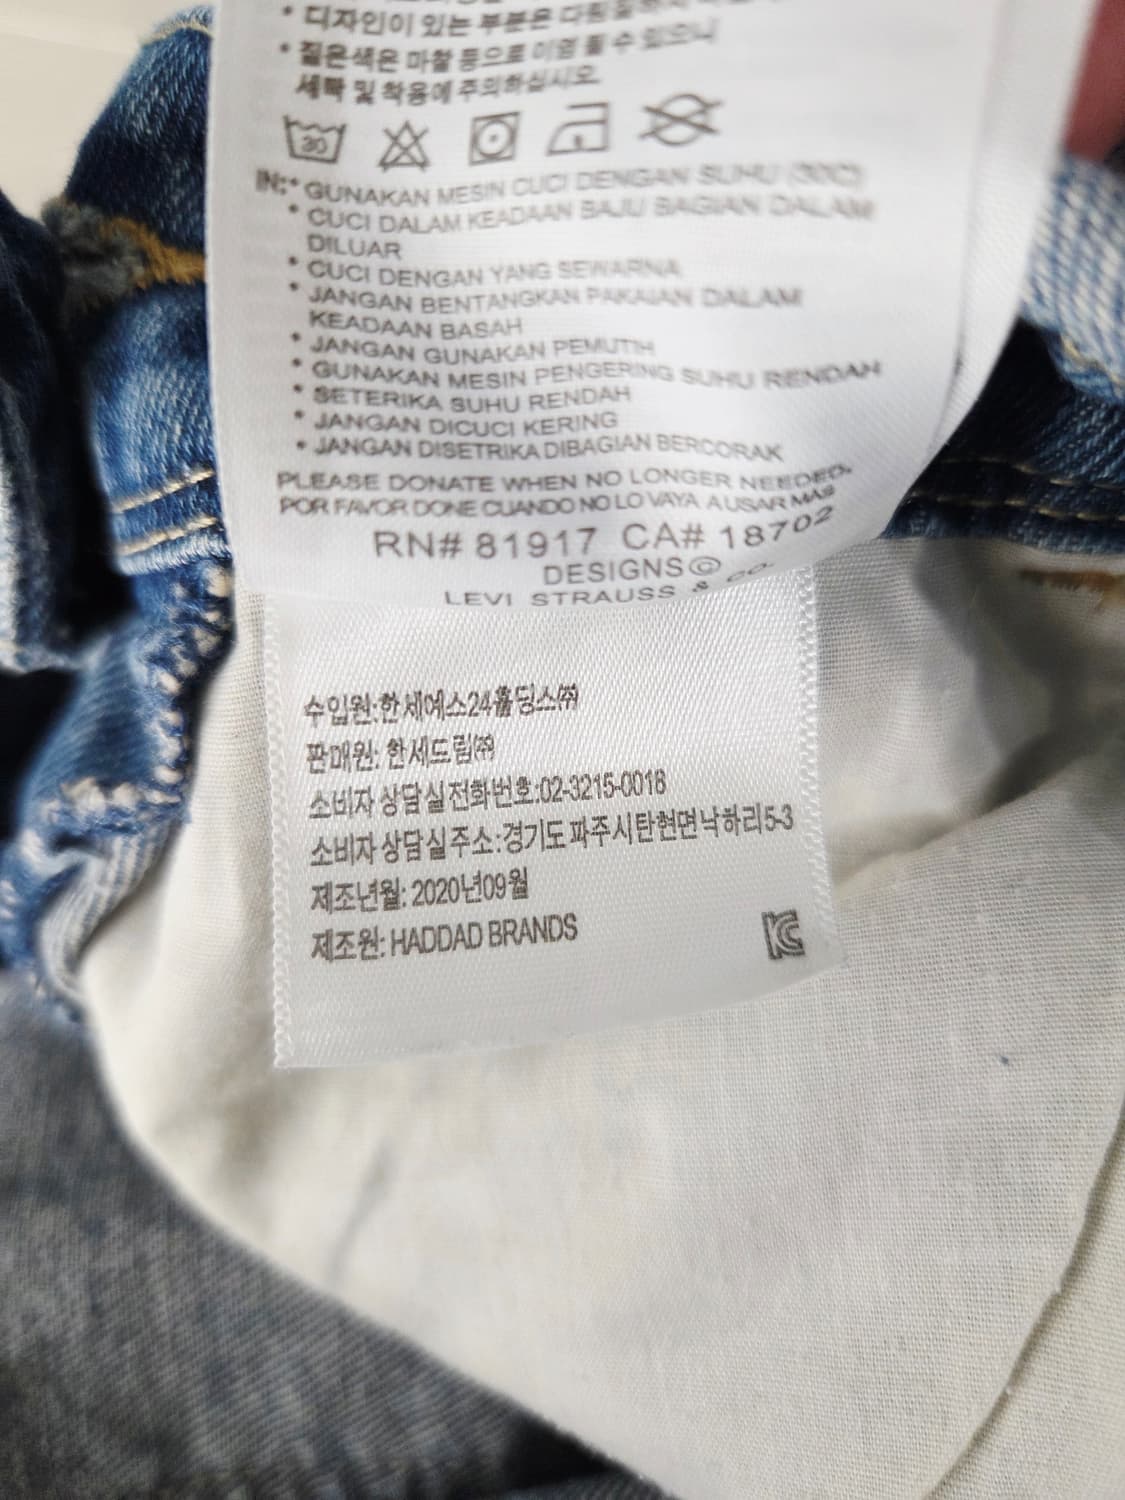 • 디자인이 있는 부분은 다림질하지
• 짙은색은 마찰 등으로 이염 될 수 있으니
세탁 및 착용에 주의하십시오.
30
IN:• GUNAKAN MESIN CUCI DENGAN SUHU (30C)
• CUCI DALAM KEADAAN BAJU BAGIAN DALAM
DILUAR
• CUCI DENGAN YANG SEWARNA
• JANGAN BENTANGKAN PAKAIAN DALAM
KEADAAN BASAH
• JANGAN GUNAKAN PEMUTIH
• GUNAKAN MESIN PENGERING SUHU RENDAH
• SETERIKA SUHU RENDAH
• JANGAN DICUCI KERING
• JANGAN DISETRIKA DIBAGIAN BERCORAK
PLEASE DONATE WHEN NO LONGER NEEDED.
POR FAVOR DONE CUANDO NO LO VAYA A USAR MAS
RN# 81917 CA# 18702
DESIGNS©
LEVI STRAUSS & CO.
수입원:한세예스24홀딩스㈜
판매원: 한세드림㈜
소비자 상담실 전화번호:02-3215-0018
소비자 상담실 주소:경기도 파주시 탄현면 낙하리 5-3
제조년월: 2020년09월
제조원: HADDAD BRANDS
KC